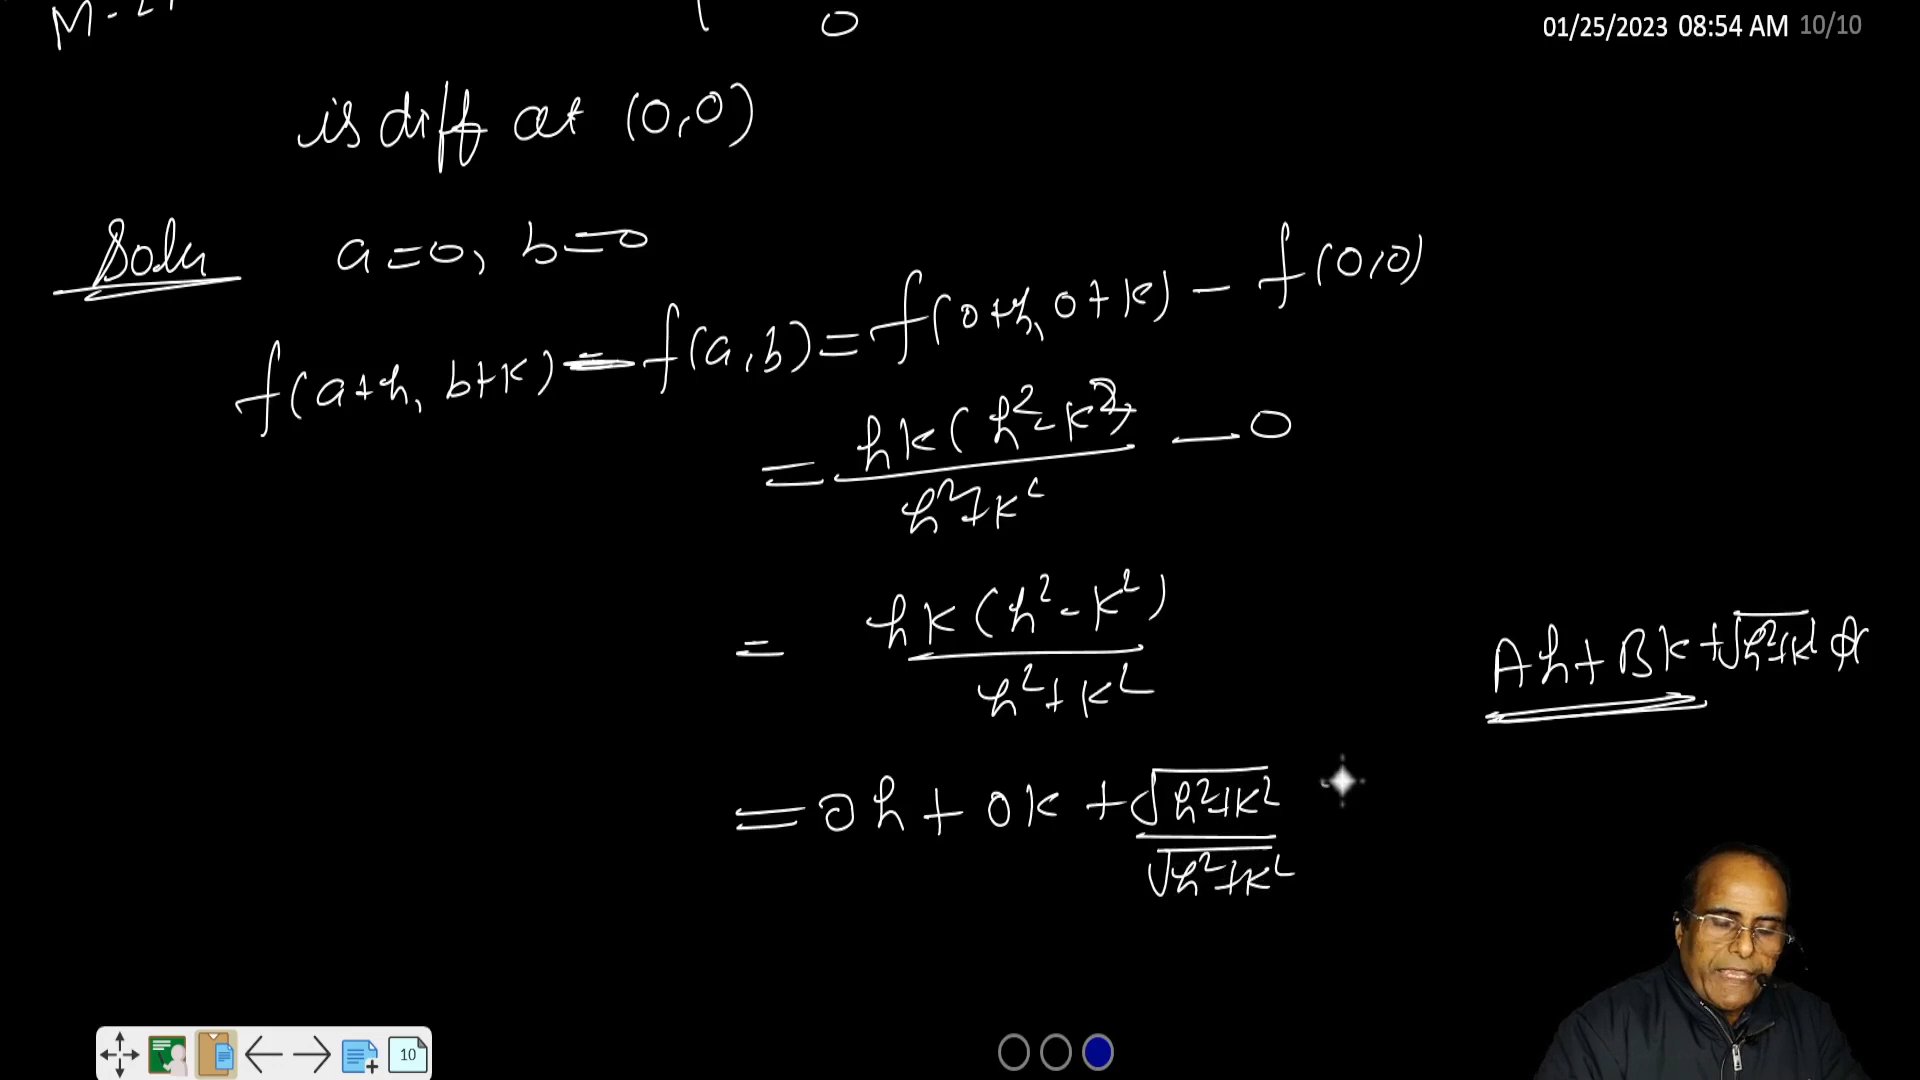 01/25/2023 08:54 AM 10/10
0
is diff at (0,0)
Soln a=0, b=0
f(a+h, b+k) - f(a,b) = f(0+h, 0+k) - f(0,0)
= hk(h²-k²)/h²+k² - 0
= hk(h²-k²)/h²+k²
Ah+Bk+√h²+k² α
= 0h + 0k + √h²+k²/√h²+k²
10